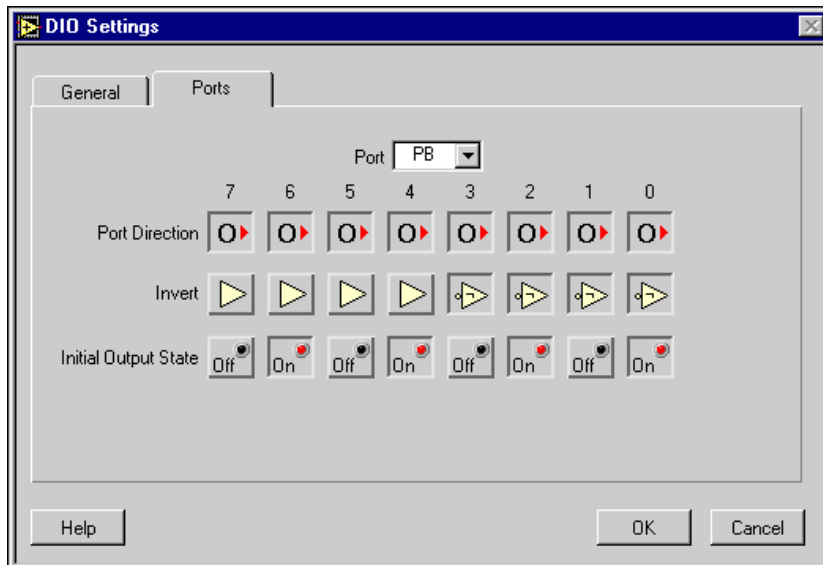 DIO Settings
General Ports
Port PB
7 6 5 4 3 2 1 0
Port Direction O O O O O O O O
Invert
Initial Output State Off On Off On Off On Off On
Help OK Cancel